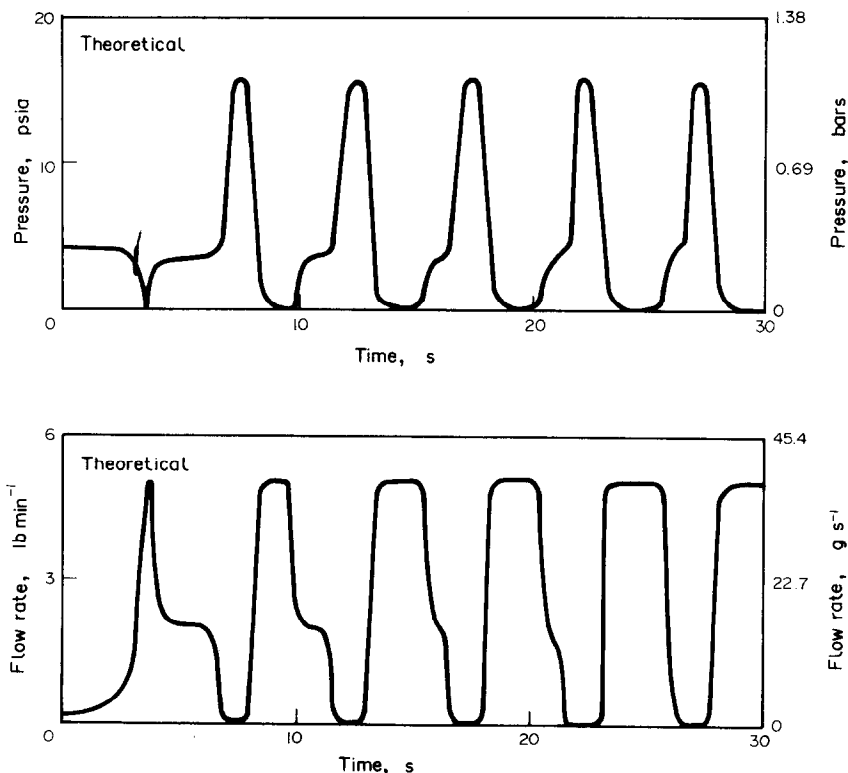 20
1.38
Theoretical
Pressure, psia
Pressure, bars
10
0.69
0
0
10
20
30
Time, s
6
45.4
Theoretical
Flow rate, lb min⁻¹
Flow rate, g s⁻¹
3
22.7
0
0
10
20
30
Time, s